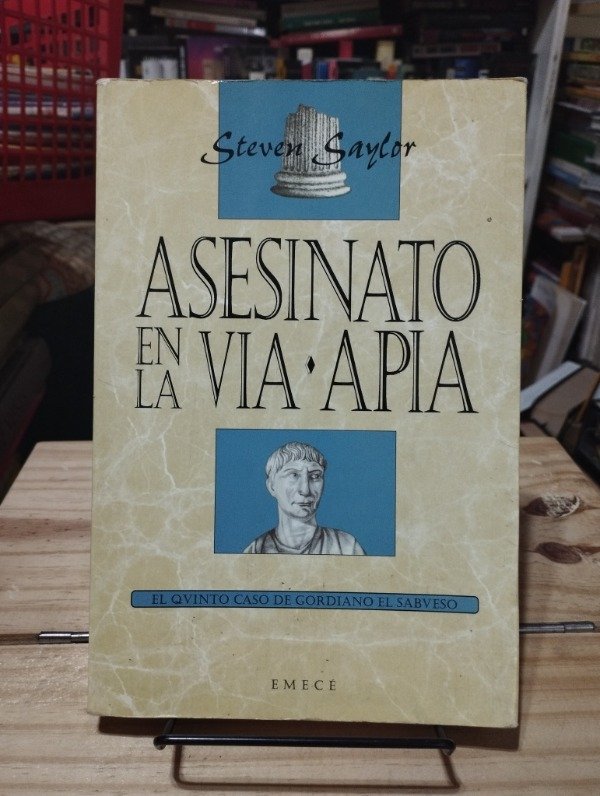 Steven Saylor
ASESINATO
EN LA VIA · APIA
EL QVINTO CASO DE GORDIANO EL SABVESO
EMECÉ